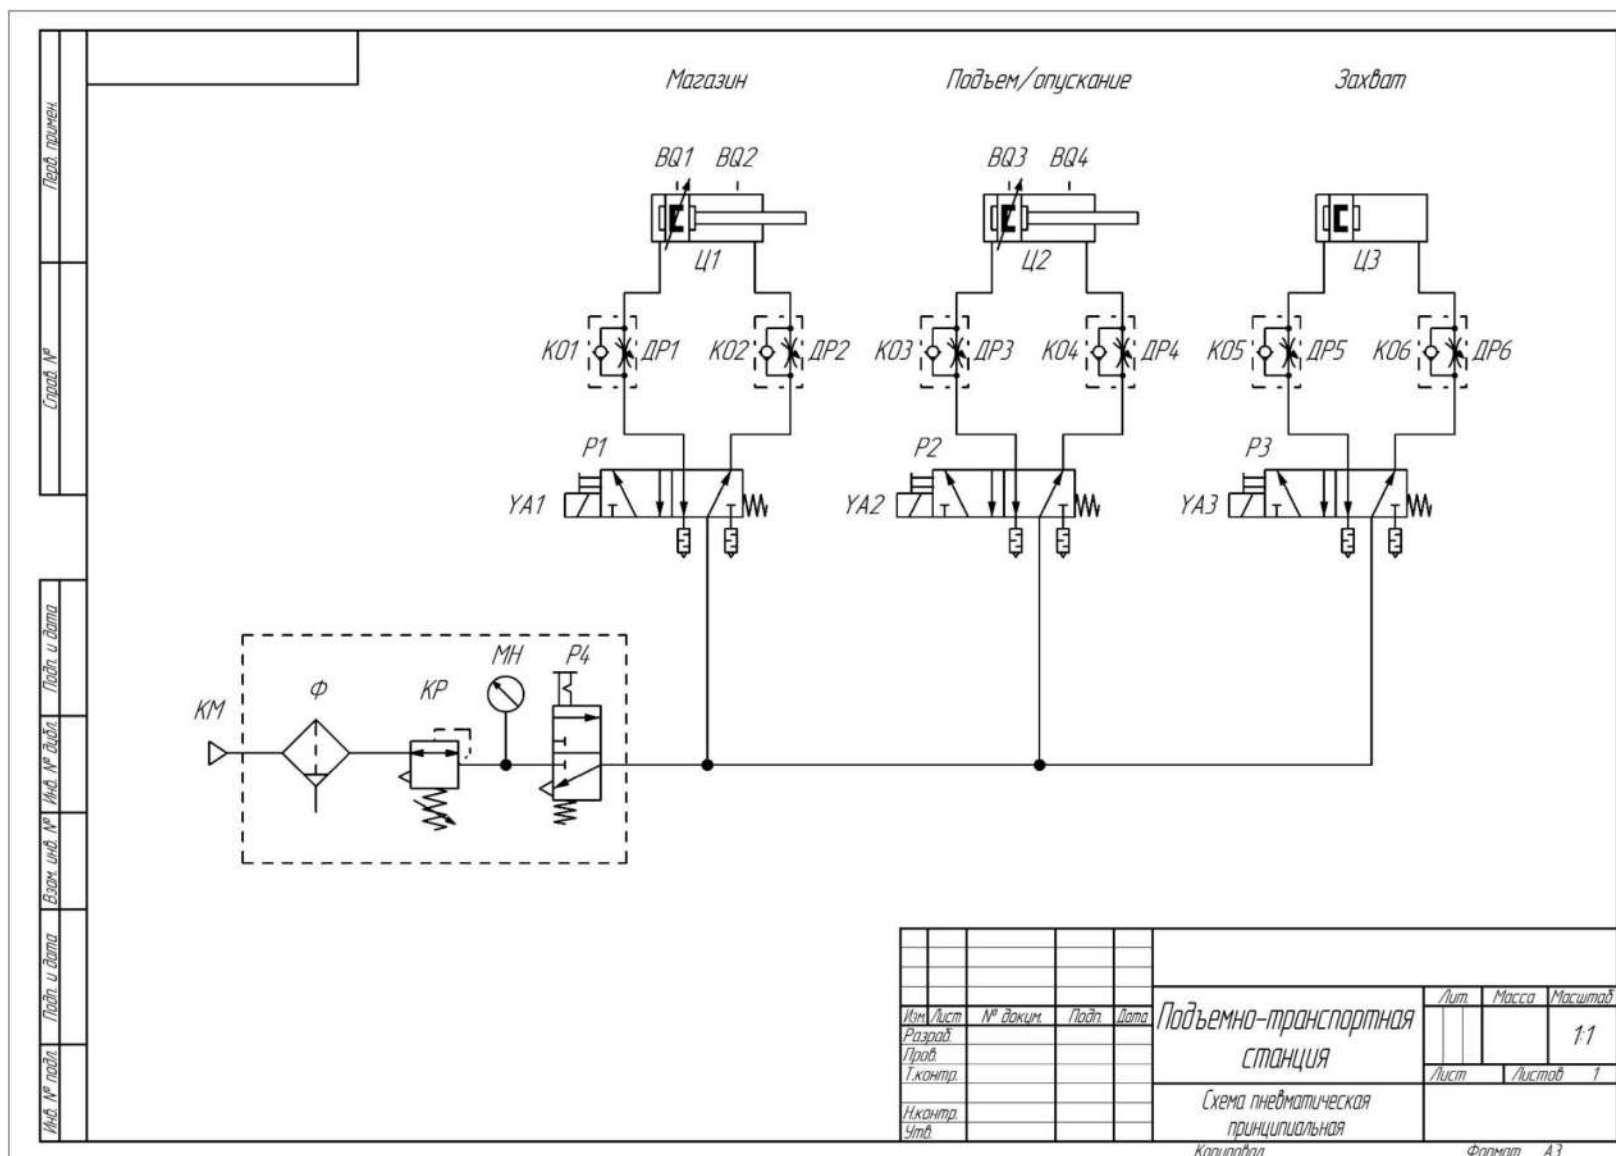 Магазин
Подъем/опускание
Захват
BQ1
BQ2
BQ3
BQ4
Ц1
Ц2
Ц3
КО1
ДР1
КО2
ДР2
КО3
ДР3
КО4
ДР4
КО5
ДР5
КО6
ДР6
Р1
Р2
Р3
YA1
YA2
YA3
КМ
Ф
КР
МН
Р4
Перв. примен.
Справ. №
Подп. и дата
Инв. № дубл.
Взам. инв. №
Подп. и дата
Инв. № подл.
Изм.
Лист
№ докум.
Подп.
Дата
Разраб.
Пров.
Т.контр.
Н.контр.
Утв.
Подъемно-транспортная
станция
Схема пневматическая
принципиальная
Лит.
Масса
Масштаб
1:1
Лист
Листов 1
Копировал
Формат А3